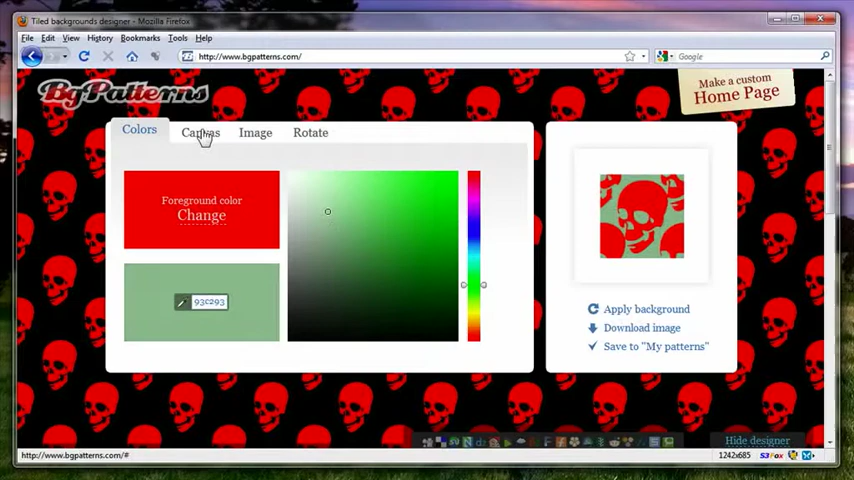 Tiled backgrounds designer - Mozilla Firefox
File Edit View History Bookmarks Tools Help
http://www.bgpatterns.com/
Google
BgPatterns
Make a custom
Home Page
Colors Canvas Image Rotate
Foreground color
Change
93c293
Apply background
Download image
Save to "My patterns"
Hide designer
http://www.bgpatterns.com/#
1242x685 S3Fox